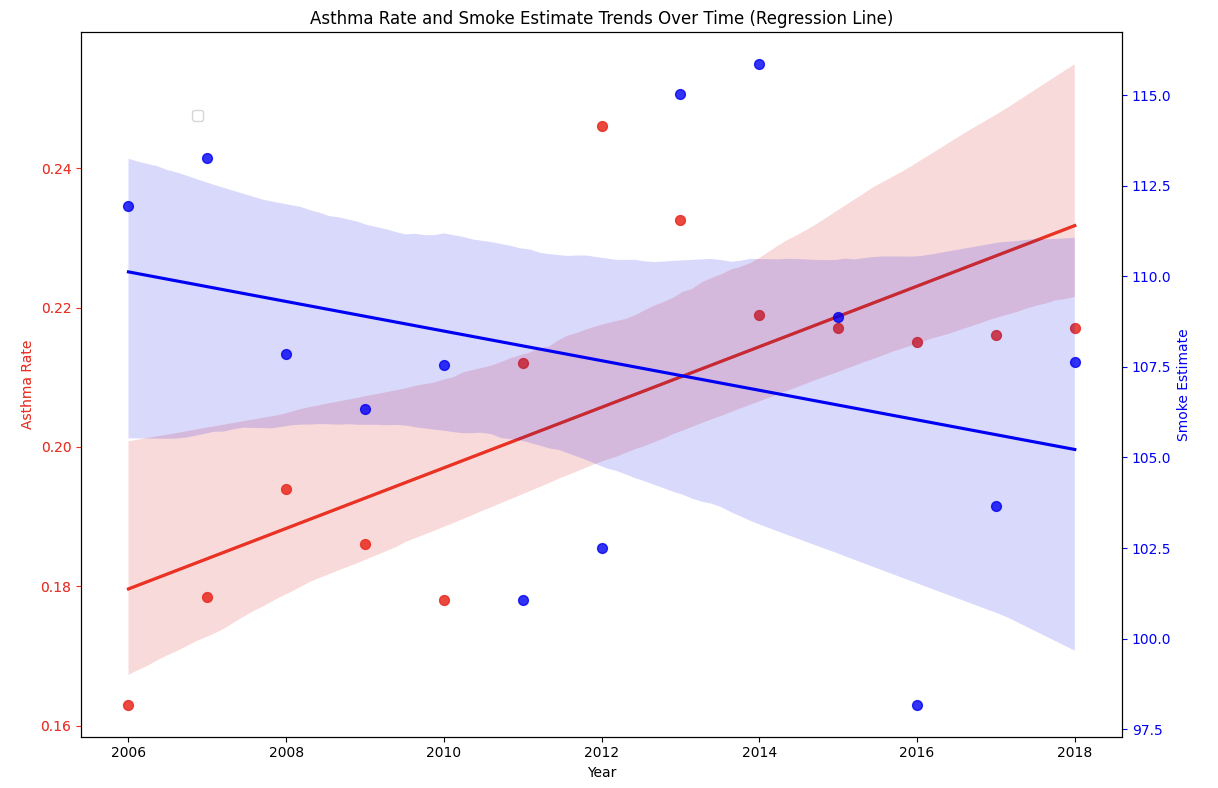 Asthma Rate and Smoke Estimate Trends Over Time (Regression Line)
Asthma Rate
0.24
0.22
0.20
0.18
0.16
115.0
112.5
110.0
107.5
105.0
102.5
100.0
97.5
Smoke Estimate
2006 2008 2010 2012 2014 2016 2018
Year